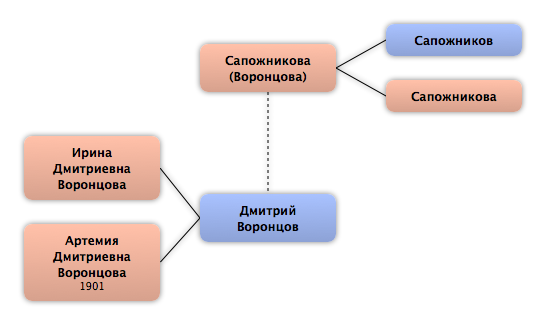 Сапожников
Сапожникова
(Воронцова)
Сапожникова
Ирина
Дмитриевна
Воронцова
Дмитрий
Воронцов
Артемия
Дмитриевна
Воронцова
1901